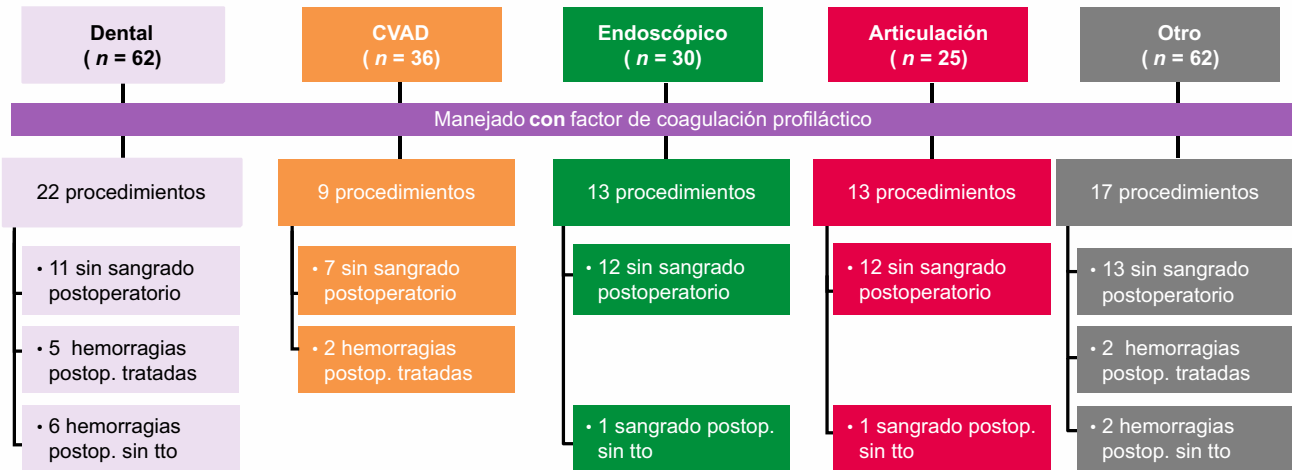 Dental
( n = 62)
CVAD
( n = 36)
Endoscópico
( n = 30)
Articulación
( n = 25)
Otro
( n = 62)
Manejado con factor de coagulación profiláctico
22 procedimientos
9 procedimientos
13 procedimientos
13 procedimientos
17 procedimientos
• 11 sin sangrado
postoperatorio
• 7 sin sangrado
postoperatorio
• 12 sin sangrado
postoperatorio
• 12 sin sangrado
postoperatorio
• 13 sin sangrado
postoperatorio
• 5 hemorragias
postop. tratadas
• 2 hemorragias
postop. tratadas
• 2 hemorragias
postop. tratadas
• 6 hemorragias
postop. sin tto
• 1 sangrado postop.
sin tto
• 1 sangrado postop.
sin tto
• 2 hemorragias
postop. sin tto